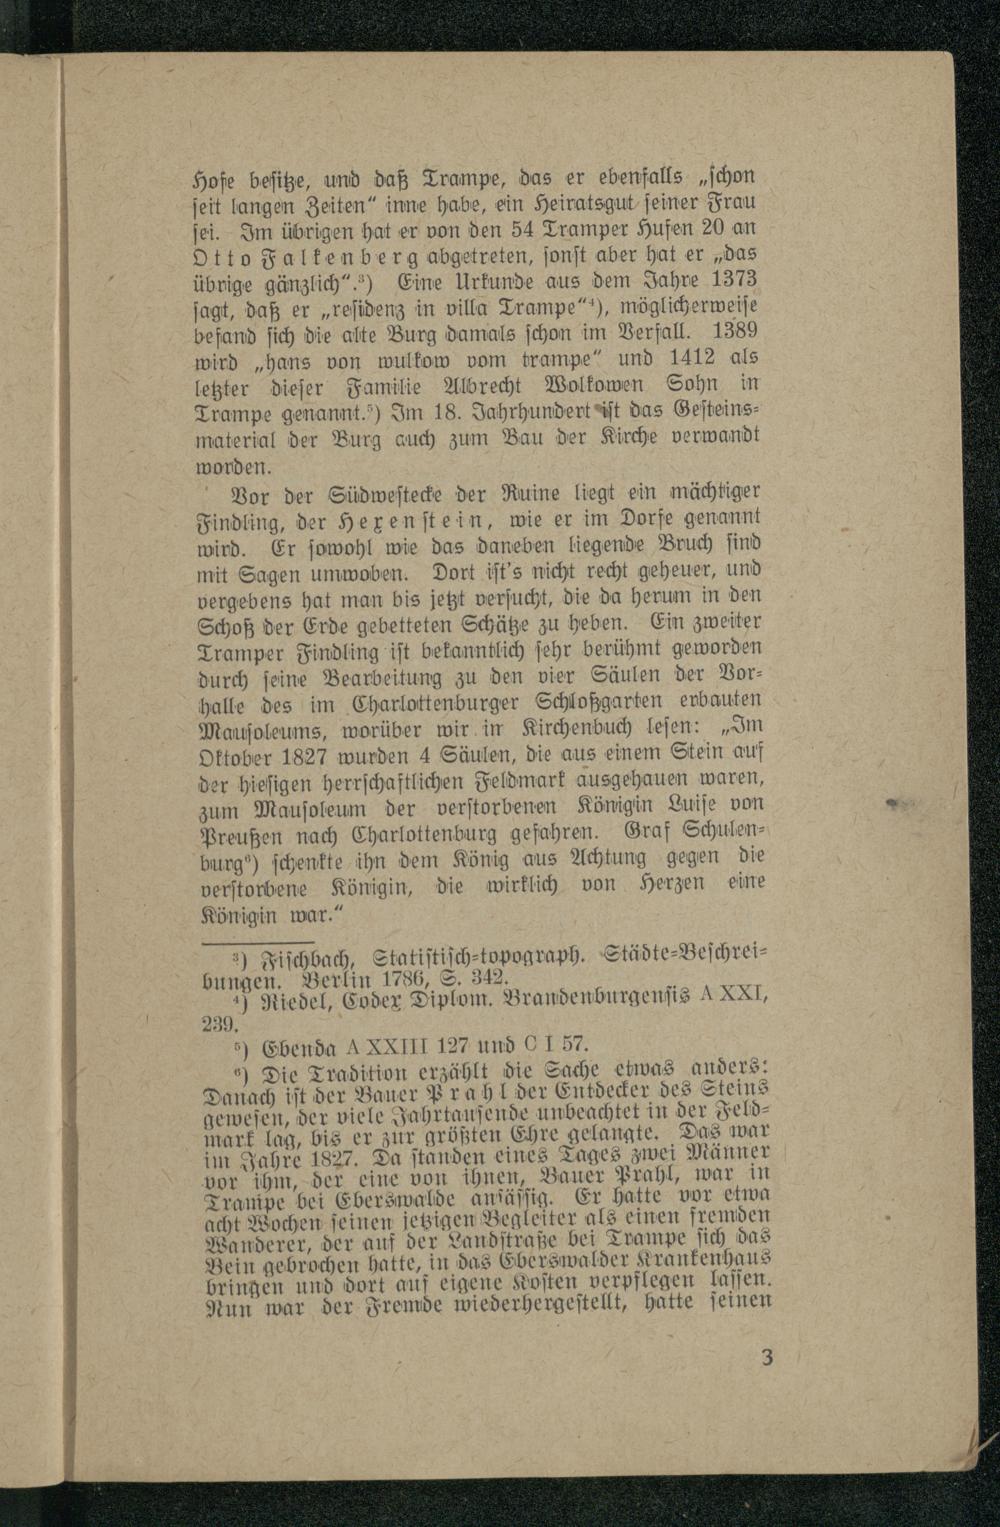 Hofe besitze, und daß Trampe, das er ebenfalls „schon
seit langen Zeiten“ inne habe, ein Heiratsgut seiner Frau
sei. Im übrigen hat er von den 54 Tramper Hufen 20 an
Otto Falkenberg abgetreten, sonst aber hat er „das
übrige gänzlich“.³) Eine Urkunde aus dem Jahre 1373
sagt, daß er „residenz in villa Trampe“⁴), möglicherweise
befand sich die alte Burg damals schon im Verfall. 1389
wird „hans von wulkow vom trampe“ und 1412 als
letzter dieser Familie Albrecht Wolkowen Sohn in
Trampe genannt.⁵) Im 18. Jahrhundert ist das Gesteins-
material der Burg auch zum Bau der Kirche verwandt
worden.
Vor der Südwestecke der Ruine liegt ein mächtiger
Findling, der Hexenstein, wie er im Dorfe genannt
wird. Er sowohl wie das daneben liegende Bruch sind
mit Sagen umwoben. Dort ist's nicht recht geheuer, und
vergebens hat man bis jetzt versucht, die da herum in den
Schoß der Erde gebetteten Schätze zu heben. Ein zweiter
Tramper Findling ist bekanntlich sehr berühmt geworden
durch seine Bearbeitung zu den vier Säulen der Vor-
halle des im Charlottenburger Schloßgarten erbauten
Mausoleums, worüber wir in Kirchenbuch lesen: „Im
Oktober 1827 wurden 4 Säulen, die aus einem Stein auf
der hiesigen herrschaftlichen Feldmark ausgehauen waren,
zum Mausoleum der verstorbenen Königin Luise von
Preußen nach Charlottenburg gefahren. Graf Schulen-
burg⁶) schenkte ihn dem König aus Achtung gegen die
verstorbene Königin, die wirklich von Herzen eine
Königin war.“
³) Fischbach, Statistisch-topograph. Städte-Beschrei-
bungen. Berlin 1786, S. 342.
⁴) Riedel, Codex Diplom. Brandenburgensis A XXI,
239.
⁵) Ebenda A XXIII 127 und C I 57.
⁶) Die Tradition erzählt die Sache etwas anders:
Danach ist der Bauer Prahl der Entdecker des Steins
gewesen, der viele Jahrtausende unbeachtet in der Feld-
mark lag, bis er zur größten Ehre gelangte. Das war
im Jahre 1827. Da standen eines Tages zwei Männer
vor ihm, der eine von ihnen, Bauer Prahl, war in
Trampe bei Eberswalde ansässig. Er hatte vor etwa
acht Wochen seinen jetzigen Begleiter als einen fremden
Wanderer, der auf der Landstraße bei Trampe sich das
Bein gebrochen hatte, in das Eberswalder Krankenhaus
bringen und dort auf eigene Kosten verpflegen lassen.
Nun war der Fremde wiederhergestellt, hatte seinen
3